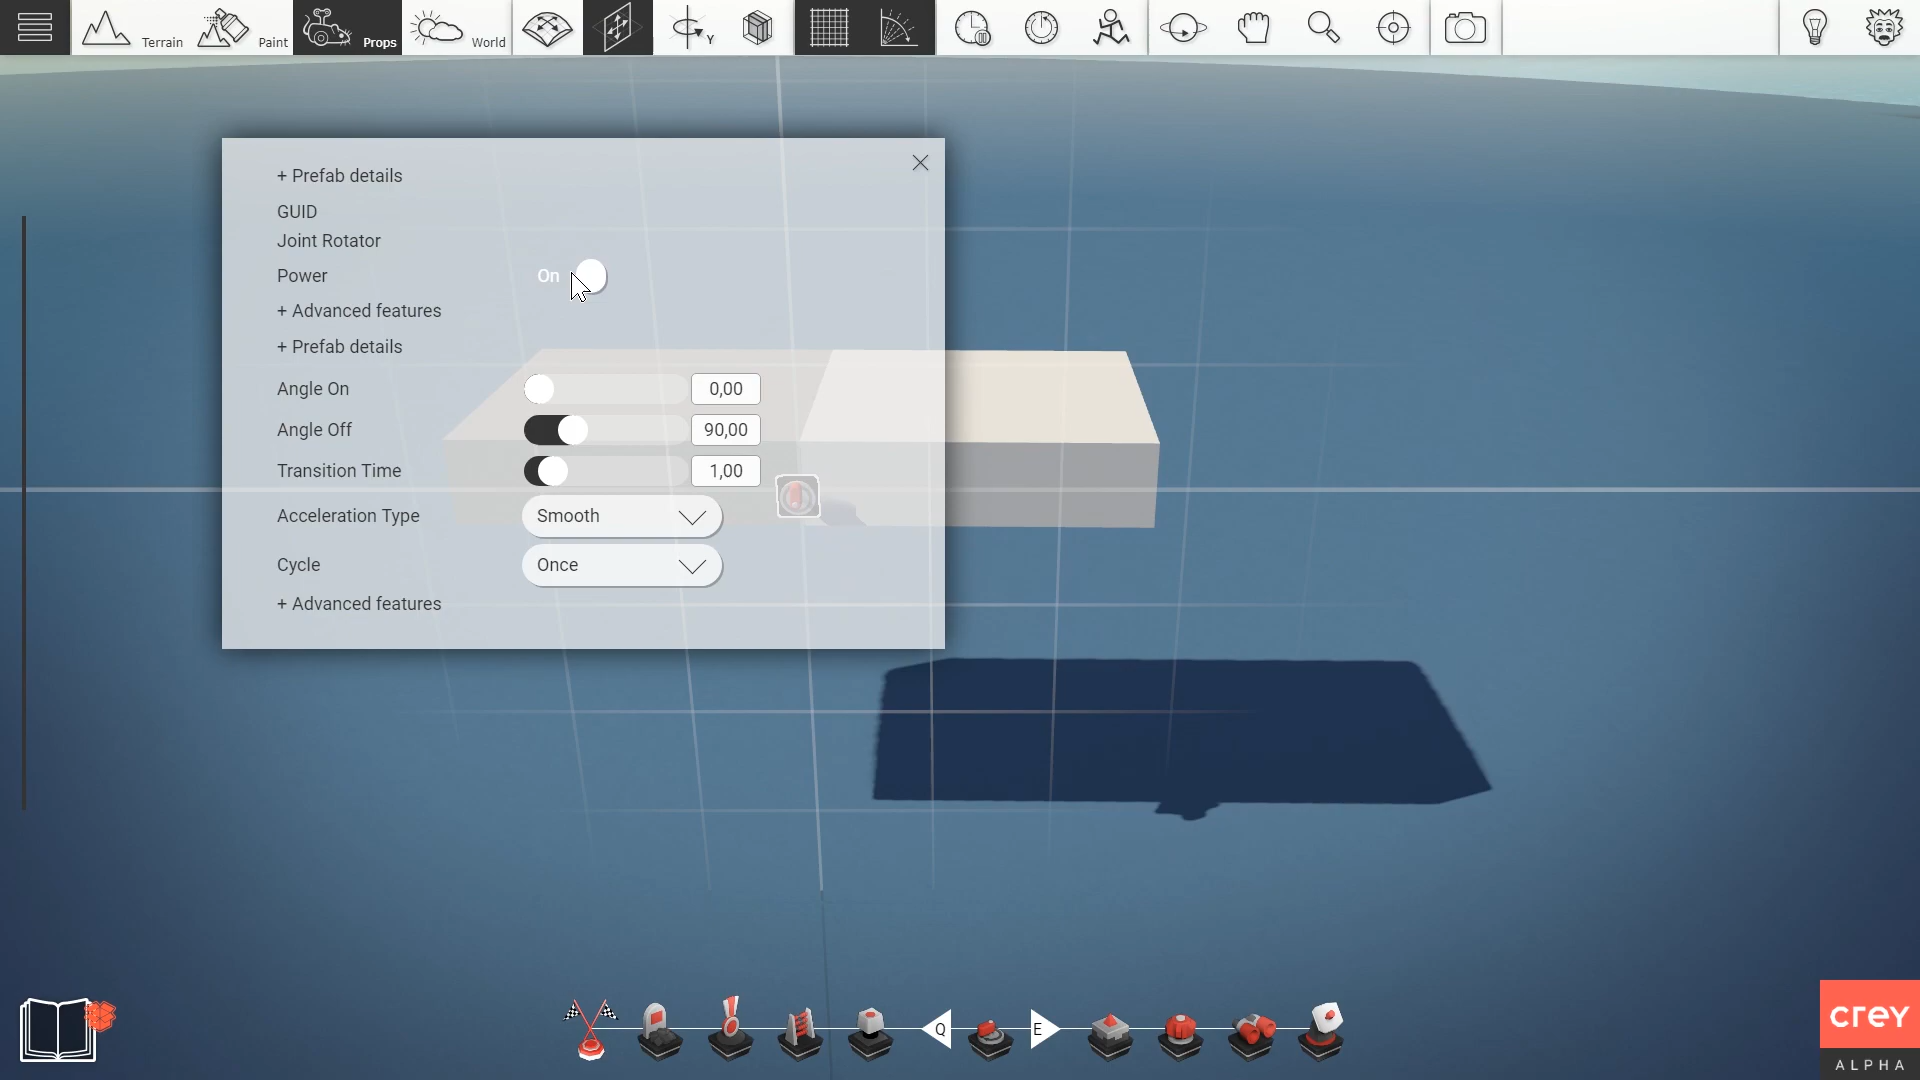 Terrain
Paint
Props
World
Y
+ Prefab details
GUID
Joint Rotator
Power On
+ Advanced features
+ Prefab details
Angle On 0,00
Angle Off 90,00
Transition Time 1,00
Acceleration Type Smooth
Cycle Once
+ Advanced features
Q
E
crey
ALPHA